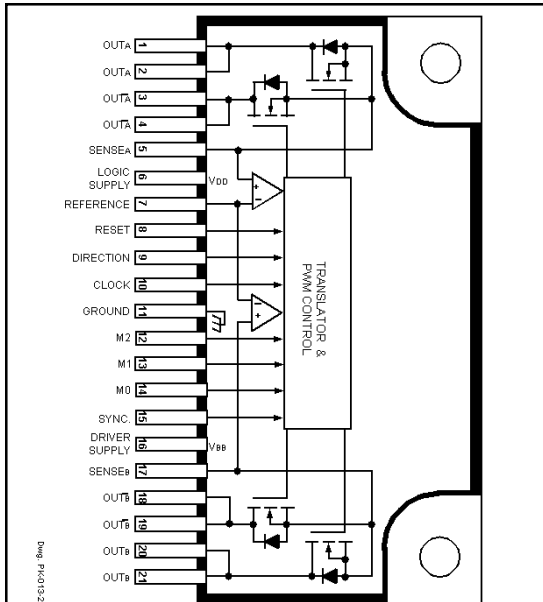 OUTA 1
OUTA 2
OUTA̅ 3
OUTA̅ 4
SENSEA 5
LOGIC
SUPPLY 6 VDD
REFERENCE 7
RESET 8
DIRECTION 9
CLOCK 10
GROUND 11
M2 12
M1 13
M0 14
SYNC. 15
DRIVER
SUPPLY 16 VBB
SENSEB 17
OUTB̅ 18
OUTB̅ 19
OUTB 20
OUTB 21
+
−
−
+
TRANSLATOR &
PWM CONTROL
Dwg. PK-013-2